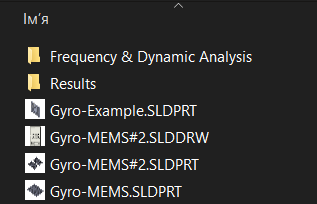 Ім'я
Frequency & Dynamic Analysis
Results
Gyro-Example.SLDPRT
Gyro-MEMS#2.SLDDRW
Gyro-MEMS#2.SLDPRT
Gyro-MEMS.SLDPRT